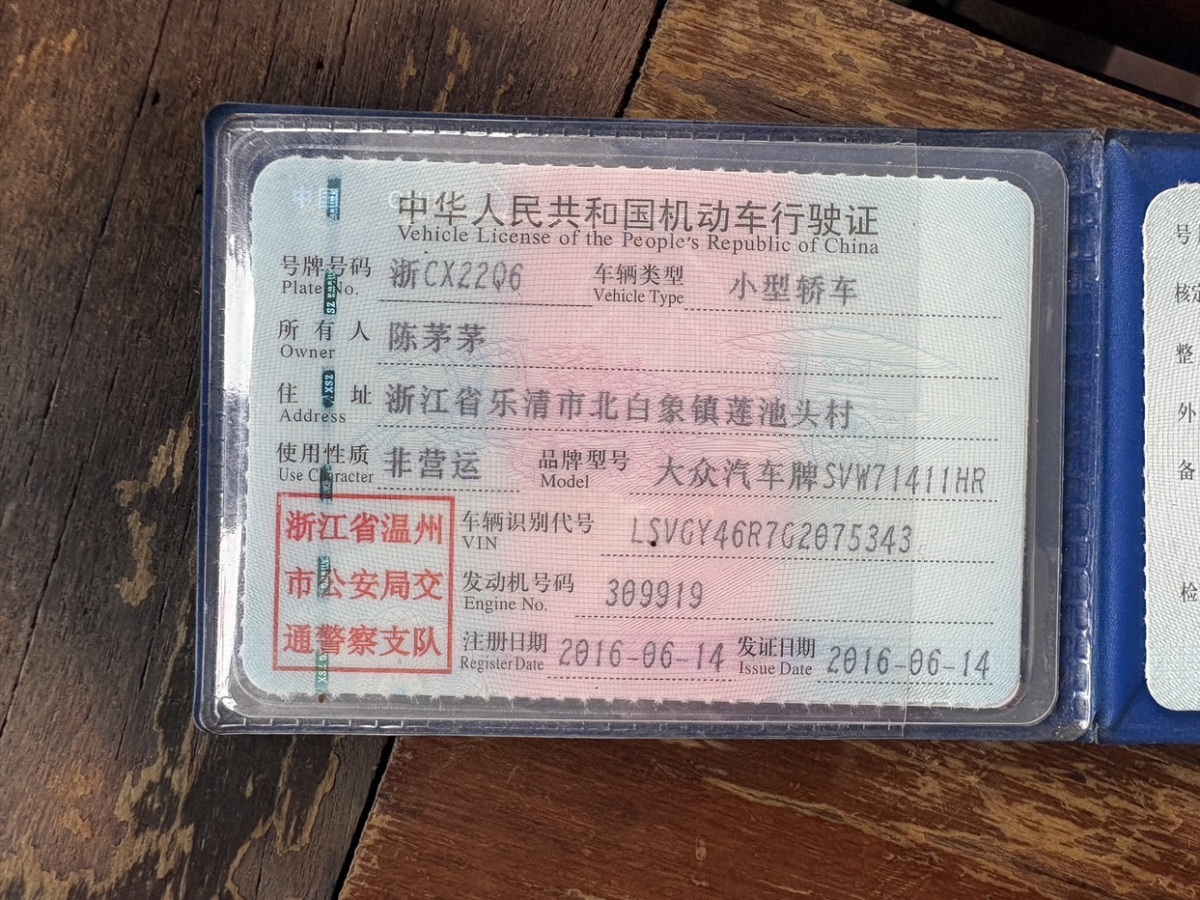 中华人民共和国机动车行驶证
Vehicle License of the People's Republic of China
号牌号码 浙CX22Q6 车辆类型 小型轿车
Plate No. Vehicle Type
所有人 陈茅茅
Owner
住址 浙江省乐清市北白象镇莲池头村
Address
使用性质 非营运 品牌型号 大众汽车牌SVW71411HR
Use Character Model
浙江省温州
市公安局交
通警察支队
车辆识别代号 LSVGY46R7G2075343
VIN
发动机号码 309919
Engine No.
注册日期 2016-06-14 发证日期 2016-06-14
Register Date Issue Date
号
核定
整
外
备
检